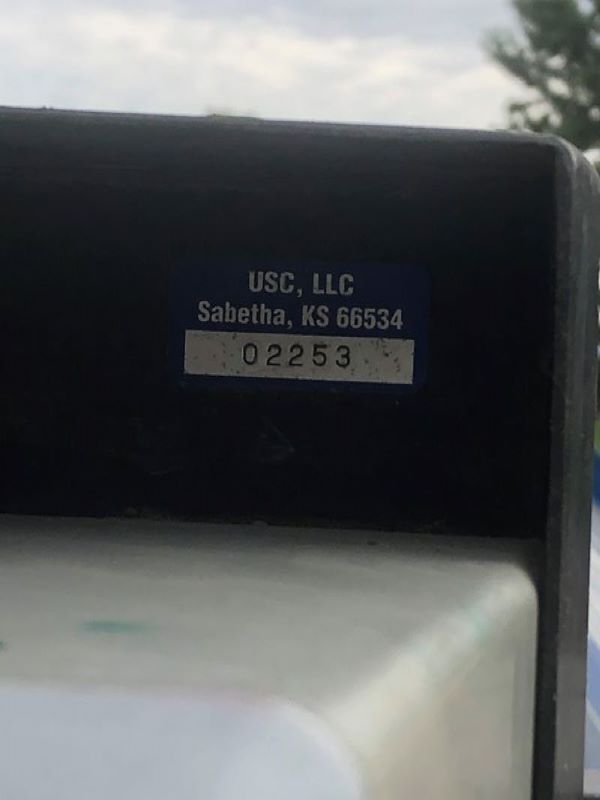 USC, LLC
Sabetha, KS 66534
02253